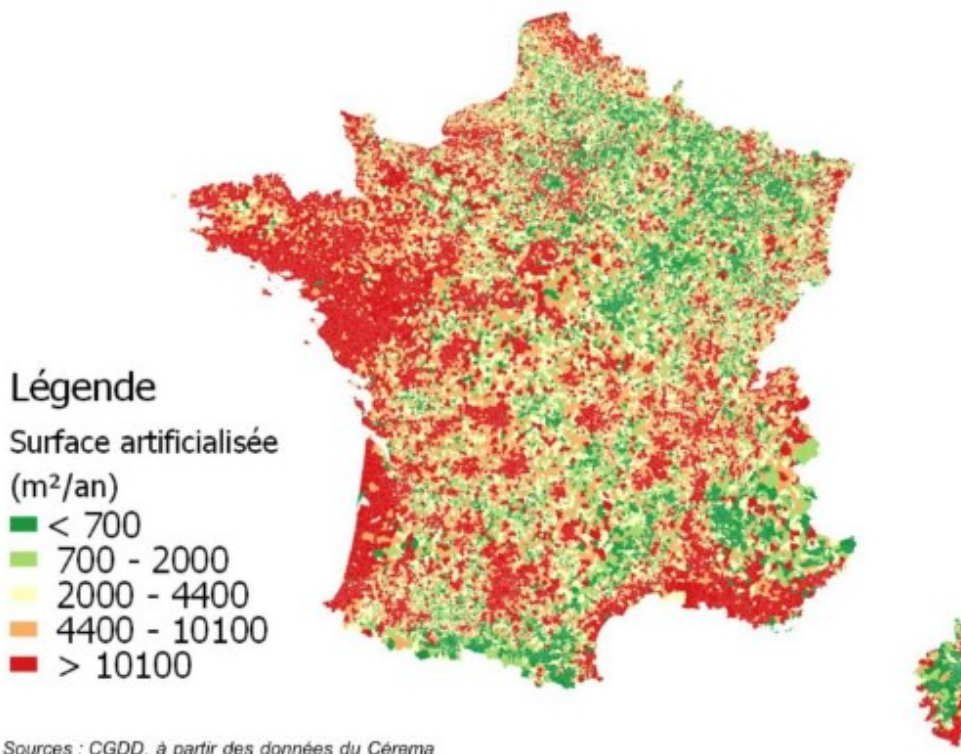 Légende
Surface artificialisée
(m²/an)
< 700
700 - 2000
2000 - 4400
4400 - 10100
> 10100
Sources : CGDD, à partir des données du Cérema